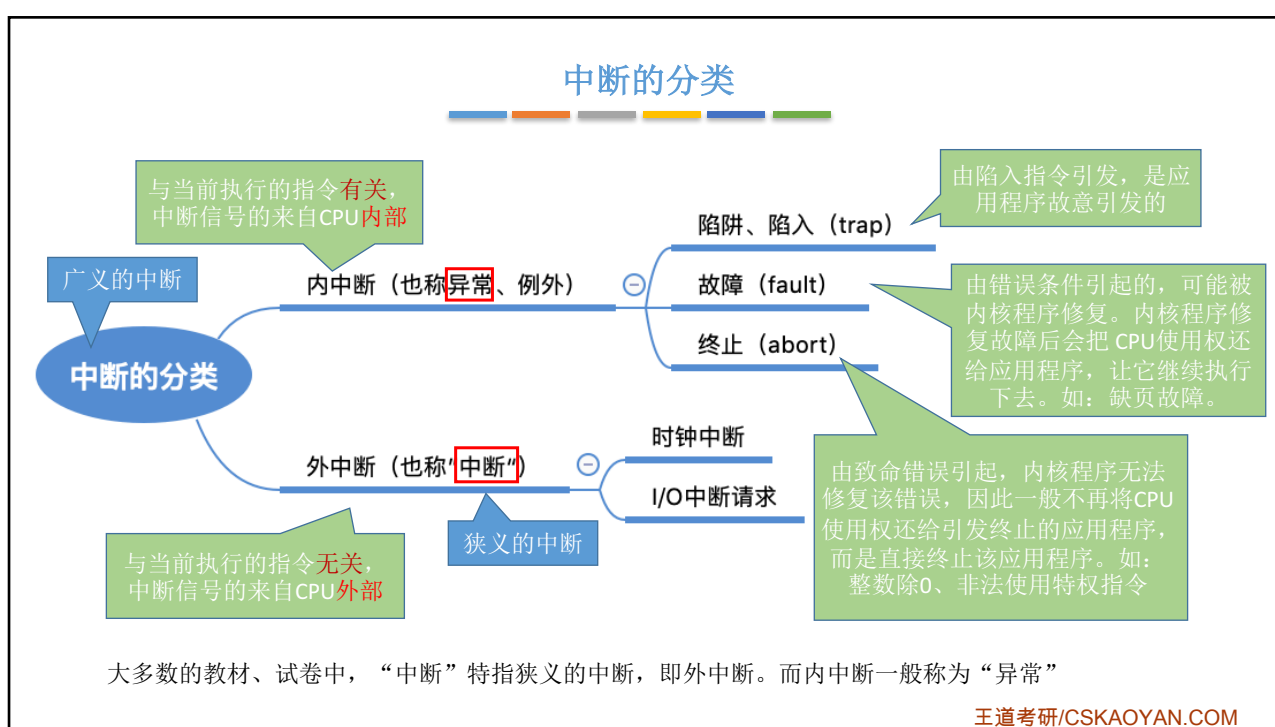 中断的分类
与当前执行的指令有关，
中断信号的来自CPU内部
由陷入指令引发，是应
用程序故意引发的
陷阱、陷入（trap）
广义的中断
内中断（也称异常、例外）
故障（fault）
由错误条件引起的，可能被
内核程序修复。内核程序修
复故障后会把 CPU使用权还
给应用程序，让它继续执行
下去。如：缺页故障。
终止（abort）
中断的分类
时钟中断
外中断（也称“中断“）
I/O中断请求
由致命错误引起，内核程序无法
修复该错误，因此一般不再将CPU
使用权还给引发终止的应用程序，
而是直接终止该应用程序。如：
整数除0、非法使用特权指令
狭义的中断
与当前执行的指令无关，
中断信号的来自CPU外部
大多数的教材、试卷中，“中断”特指狭义的中断，即外中断。而内中断一般称为“异常”
王道考研/CSKAOYAN.COM